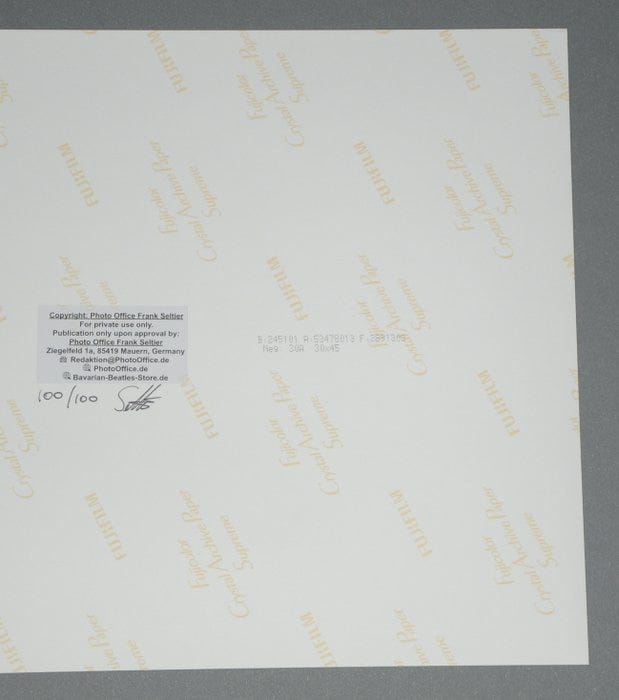 Copyright: Photo Office Frank Seltier
For private use only.
Publication only upon approval by:
Photo Office Frank Seltier
Ziegelfeld 1a, 85419 Mauern, Germany
Redaktion@PhotoOffice.de
PhotoOffice.de
Bavarian-Beatles-Store.de
100/100
Neg. 30A 30x45
FUJIFILM
Fujicolor
Crystal Archive Paper
Supreme